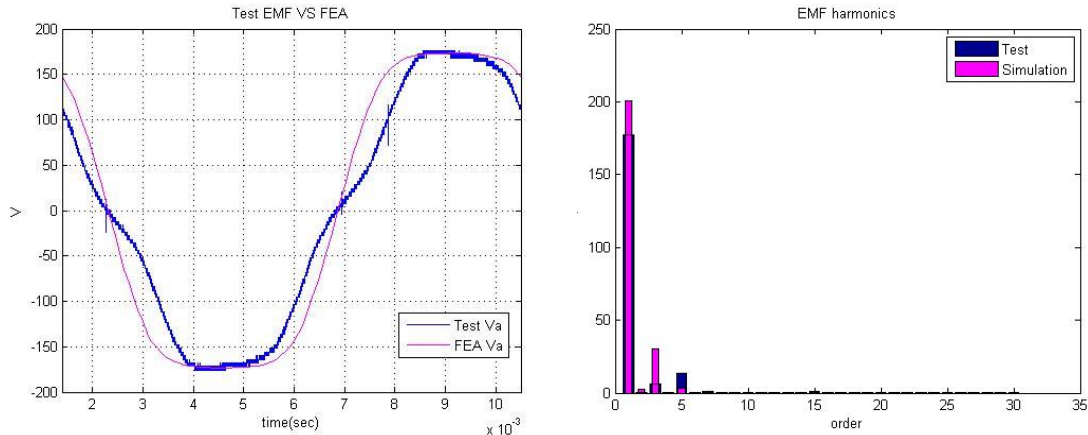 Test EMF VS FEA
200
150
100
50
0
-50
-100
-150
-200
V
2 3 4 5 6 7 8 9 10
time(sec)
x 10⁻³
Test Va
FEA Va
EMF harmonics
250
200
150
100
50
0
0 5 10 15 20 25 30 35
order
Test
Simulation